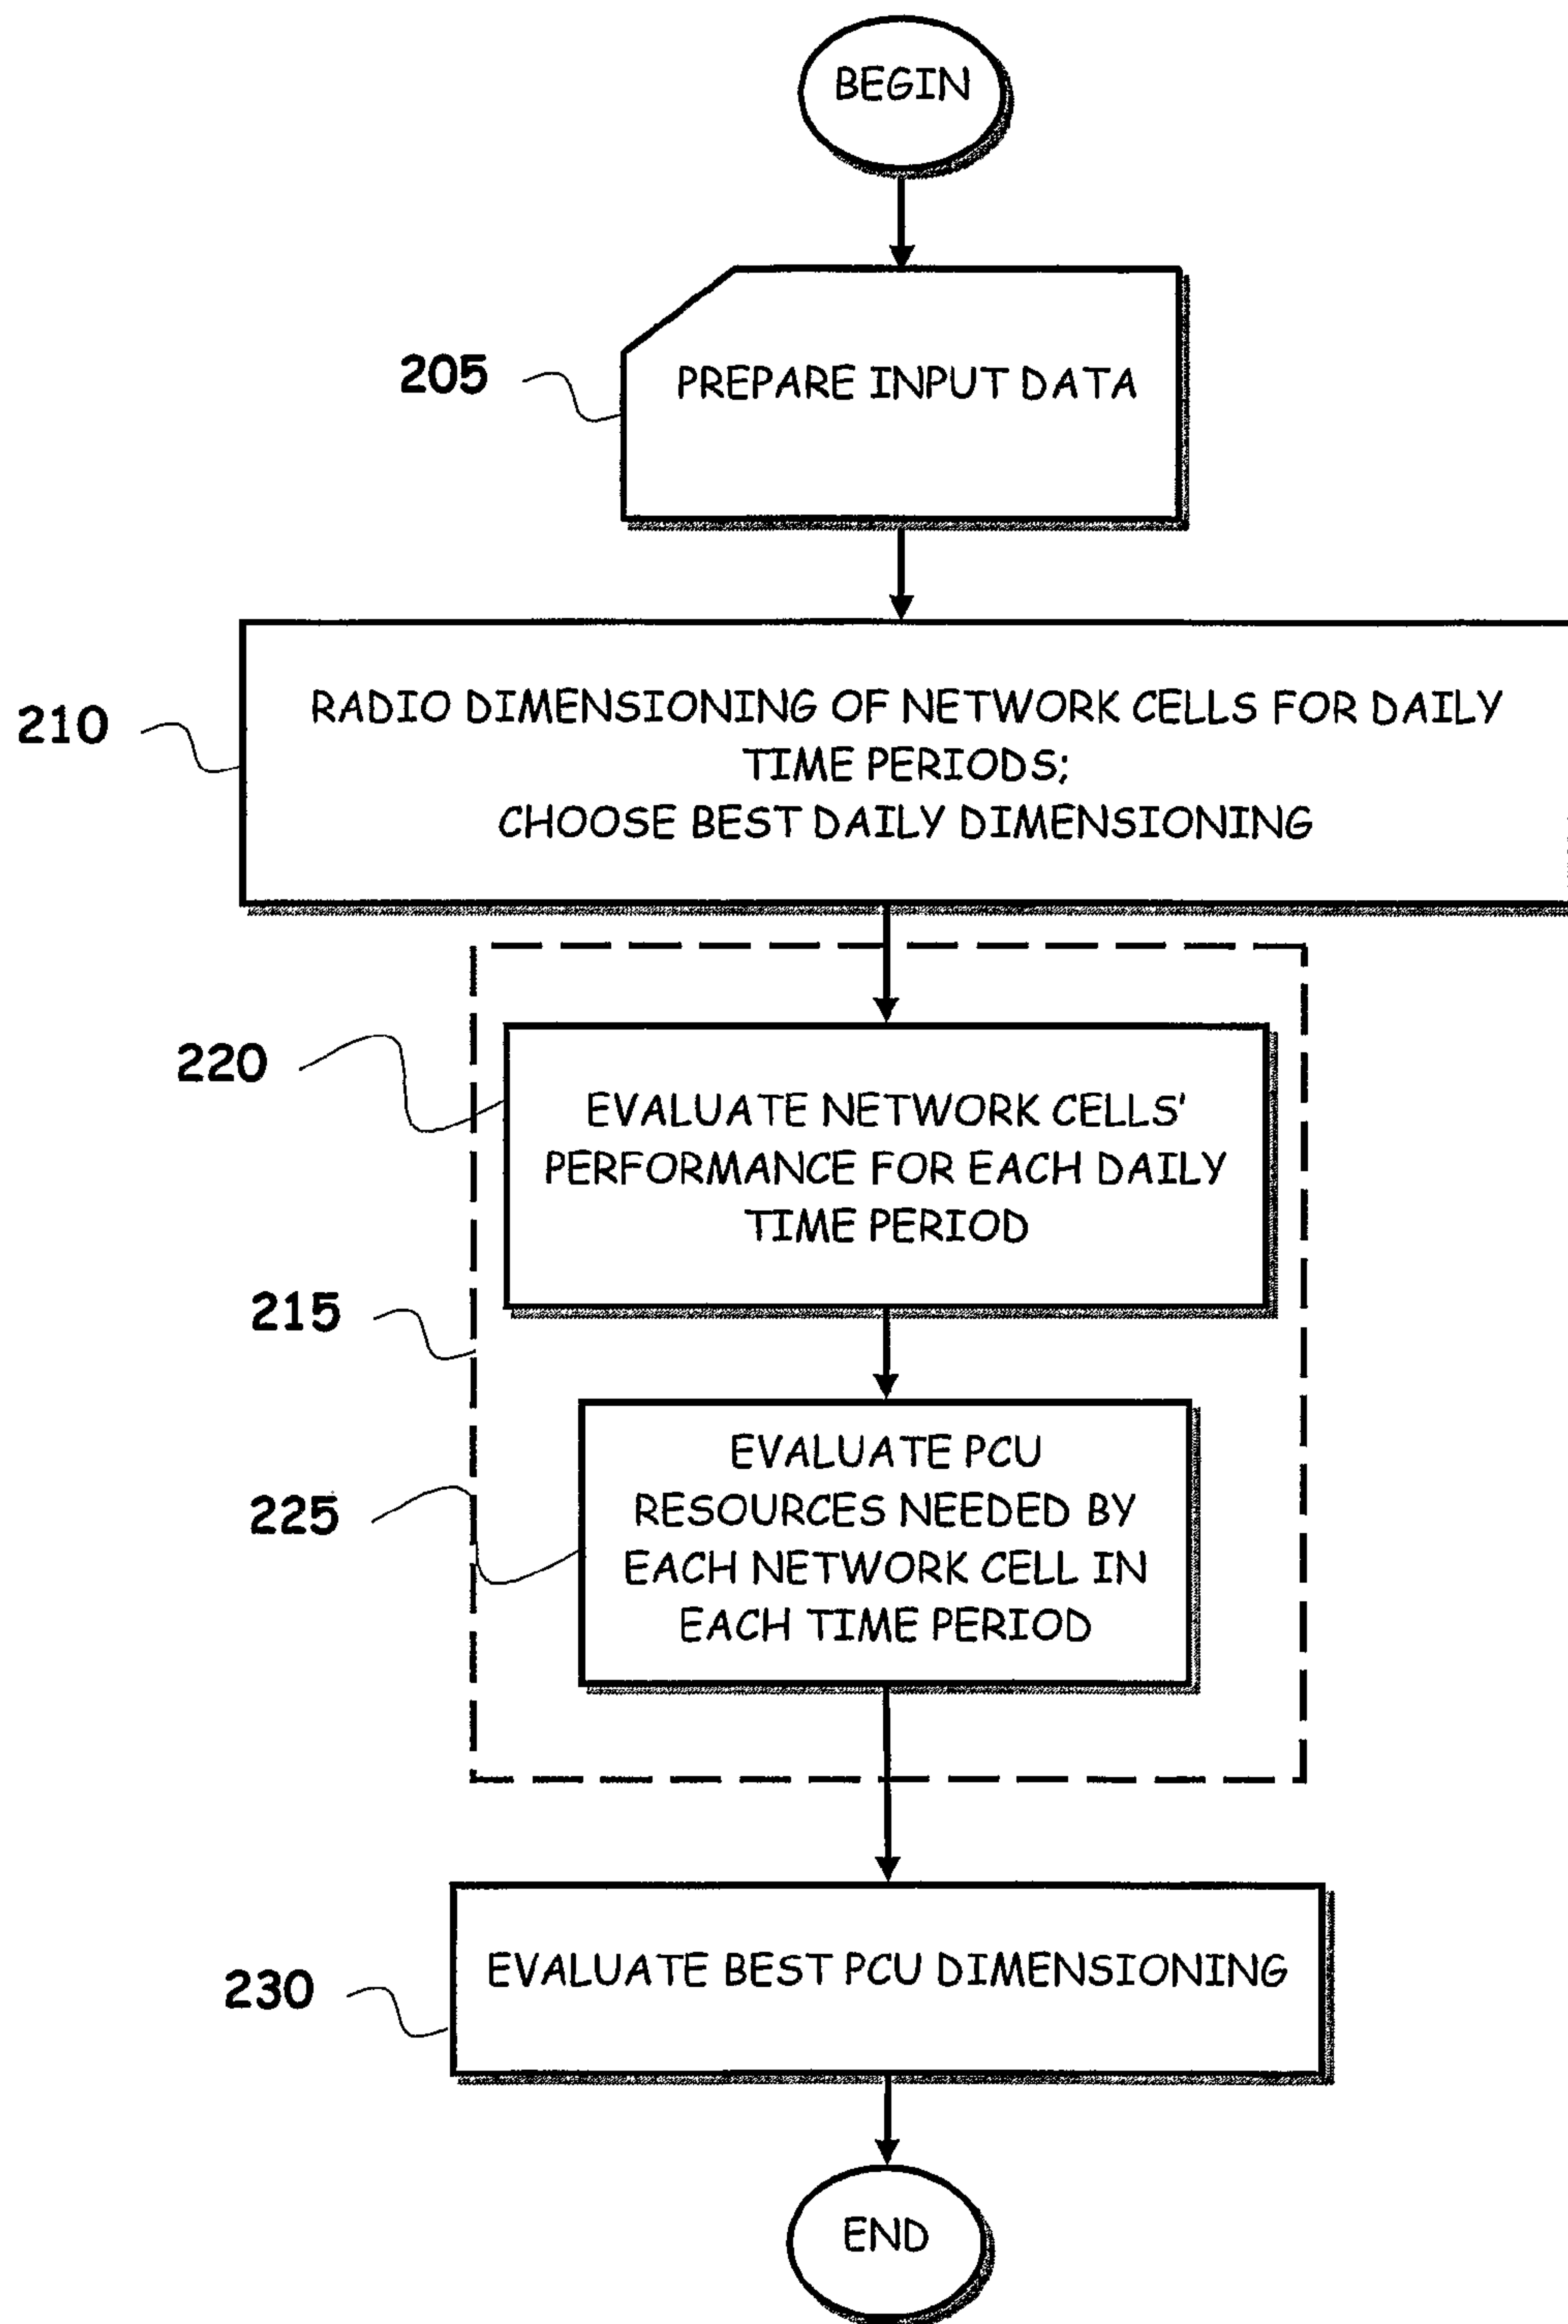 BEGIN
205
PREPARE INPUT DATA
210
RADIO DIMENSIONING OF NETWORK CELLS FOR DAILY
TIME PERIODS;
CHOOSE BEST DAILY DIMENSIONING
220
EVALUATE NETWORK CELLS'
PERFORMANCE FOR EACH DAILY
TIME PERIOD
215
225
EVALUATE PCU
RESOURCES NEEDED BY
EACH NETWORK CELL IN
EACH TIME PERIOD
230
EVALUATE BEST PCU DIMENSIONING
END